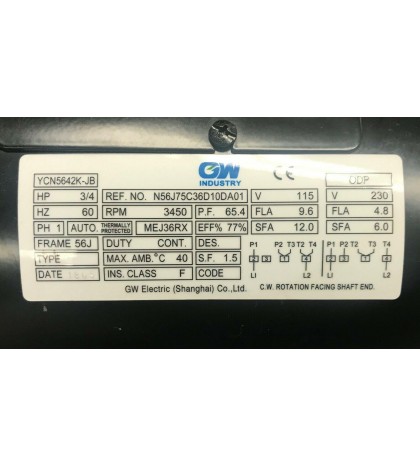 GW
INDUSTRY
CE
YCN5642K-JB ODP
HP 3/4 REF. NO. N56J75C36D10DA01 V 115 V 230
HZ 60 RPM 3450 P.F. 65.4 FLA 9.6 FLA 4.8
PH 1 AUTO. THERMALLY PROTECTED MEJ36RX EFF% 77% SFA 12.0 SFA 6.0
FRAME 56J DUTY CONT. DES. P1 P2 T3 T2 T4 P1 P2 T3 T4
TYPE MAX. AMB.°C 40 S.F. 1.5
DATE INS. CLASS F CODE L1 L2 L1 L2
GW Electric (Shanghai) Co.,Ltd. C.W. ROTATION FACING SHAFT END.